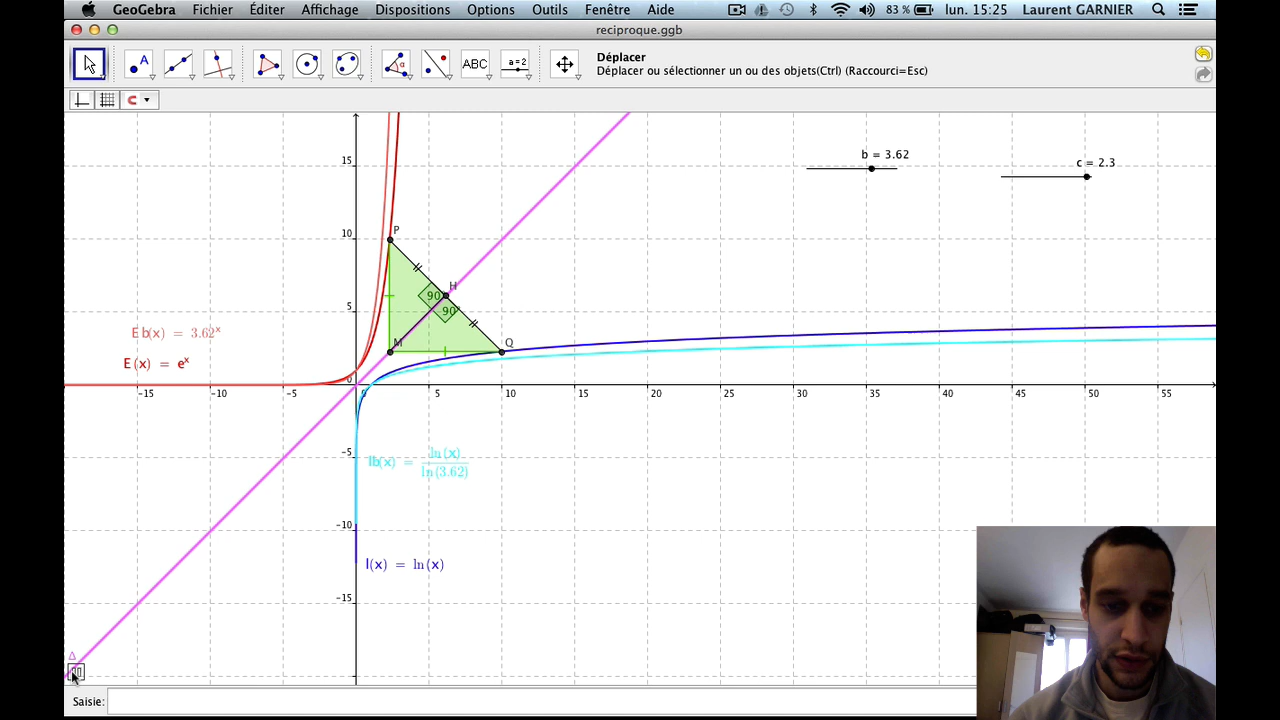 GeoGebra Fichier Éditer Affichage Dispositions Options Outils Fenêtre Aide 83 % lun. 15:25 Laurent GARNIER
reciproque.ggb
A α ABC a = 2
Déplacer
Déplacer ou sélectionner un ou des objets(Ctrl) (Raccourci=Esc)
b = 3.62
c = 2.3
15
10
5
0
-5
-10
-15
P
H
90°
90°
M
Q
Eb(x) = 3.62ˣ
E(x) = eˣ
-15 -10 -5 0 5 10 15 20 25 30 35 40 45 50 55
lb(x) = ln(x)
ln(3.62)
l(x) = ln(x)
Δ
Saisie: